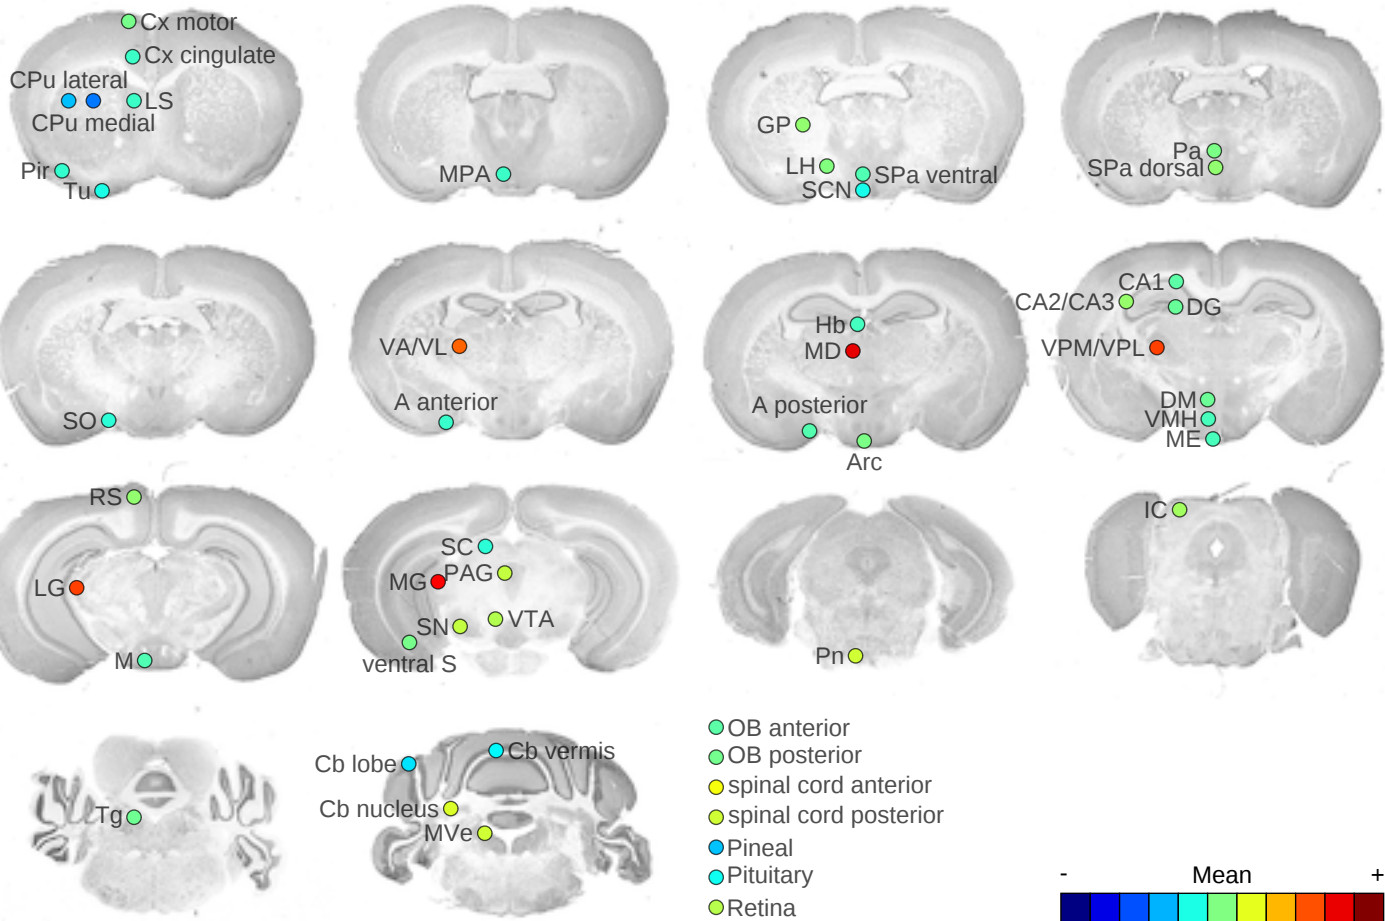 Cx motor
Cx cingulate
CPu lateral
LS
CPu medial
Pir
Tu
MPA
GP
LH
SPa ventral
SCN
Pa
SPa dorsal
SO
VA/VL
A anterior
Hb
MD
A posterior
Arc
CA1
CA2/CA3
DG
VPM/VPL
DM
VMH
ME
RS
LG
M
SC
MG
PAG
SN
VTA
ventral S
Pn
IC
Tg
Cb lobe
Cb vermis
Cb nucleus
MVe
OB anterior
OB posterior
spinal cord anterior
spinal cord posterior
Pineal
Pituitary
Retina
- Mean +